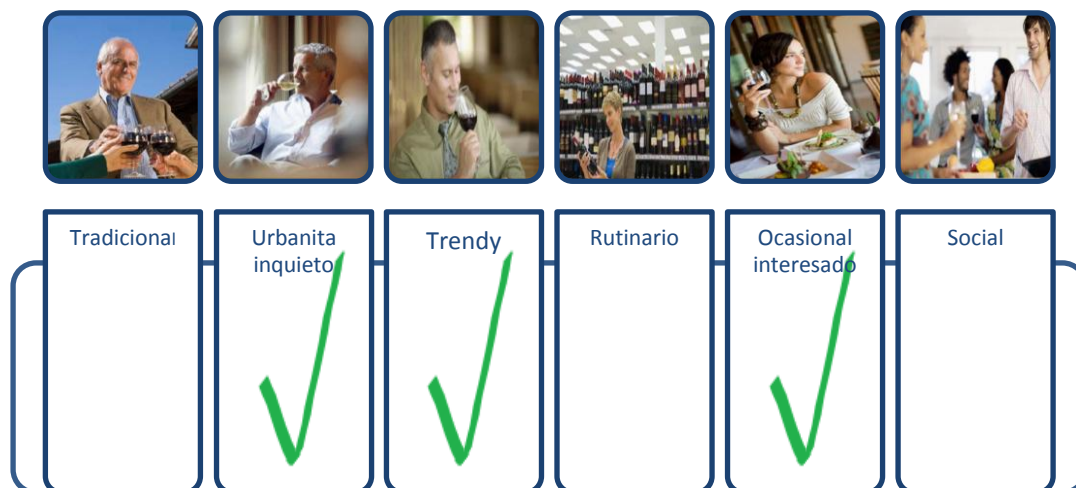 Tradicional
Urbanita
inquieto
Trendy
Rutinario
Ocasional
interesado
Social